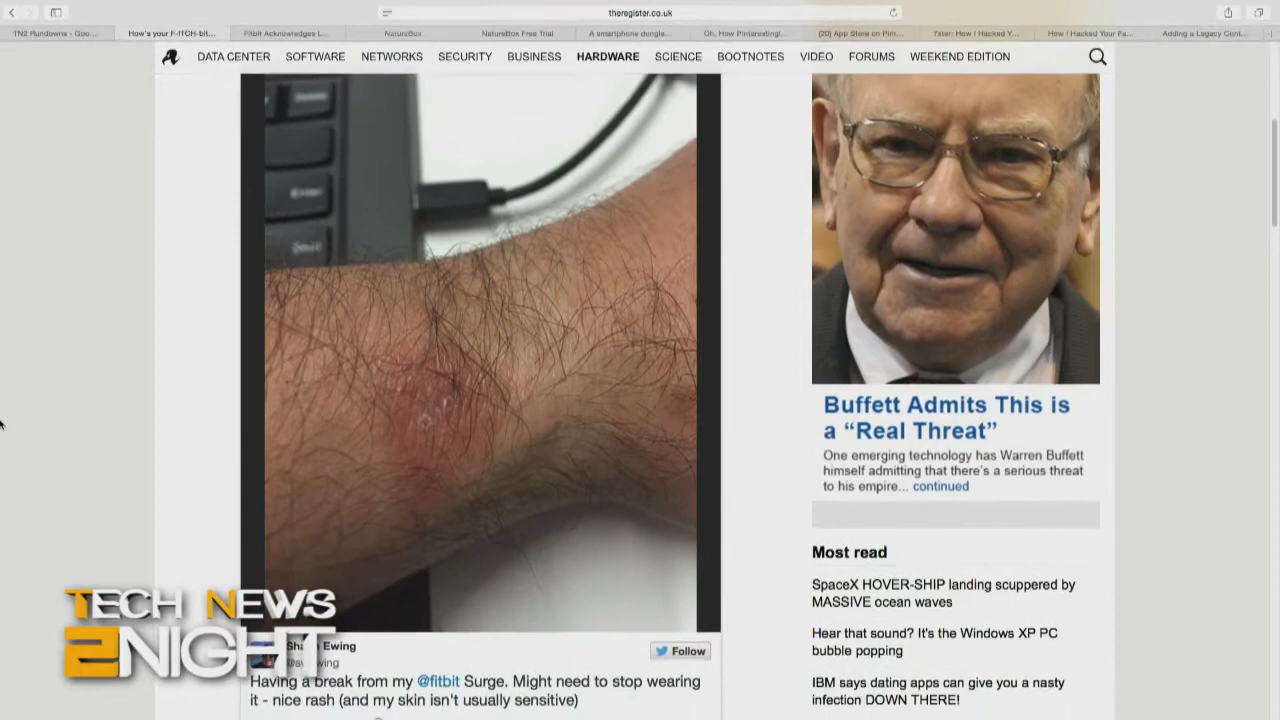 theregister.co.uk
TN2 Rundowns - Goo...
How's your F-ITCH-bit...
Fitbit Acknowledges I...
NatureBox
NatureBox Free Trial
A smartphone dongle...
Oh, How Pinteresting!...
(20) App Store on Pin...
How I Hacked Your Fa...
Adding a Legacy Cont...
DATA CENTER SOFTWARE NETWORKS SECURITY BUSINESS HARDWARE SCIENCE BOOTNOTES VIDEO FORUMS WEEKEND EDITION
Buffett Admits This is
a “Real Threat”
One emerging technology has Warren Buffett
himself admitting that there's a serious threat
to his empire... continued
Most read
SpaceX HOVER-SHIP landing scuppered by
MASSIVE ocean waves
Hear that sound? It's the Windows XP PC
bubble popping
IBM says dating apps can give you a nasty
infection DOWN THERE!
Ewing
Follow
Having a break from my @fitbit Surge. Might need to stop wearing
it - nice rash (and my skin isn't usually sensitive)
TECH NEWS
2NIGHT